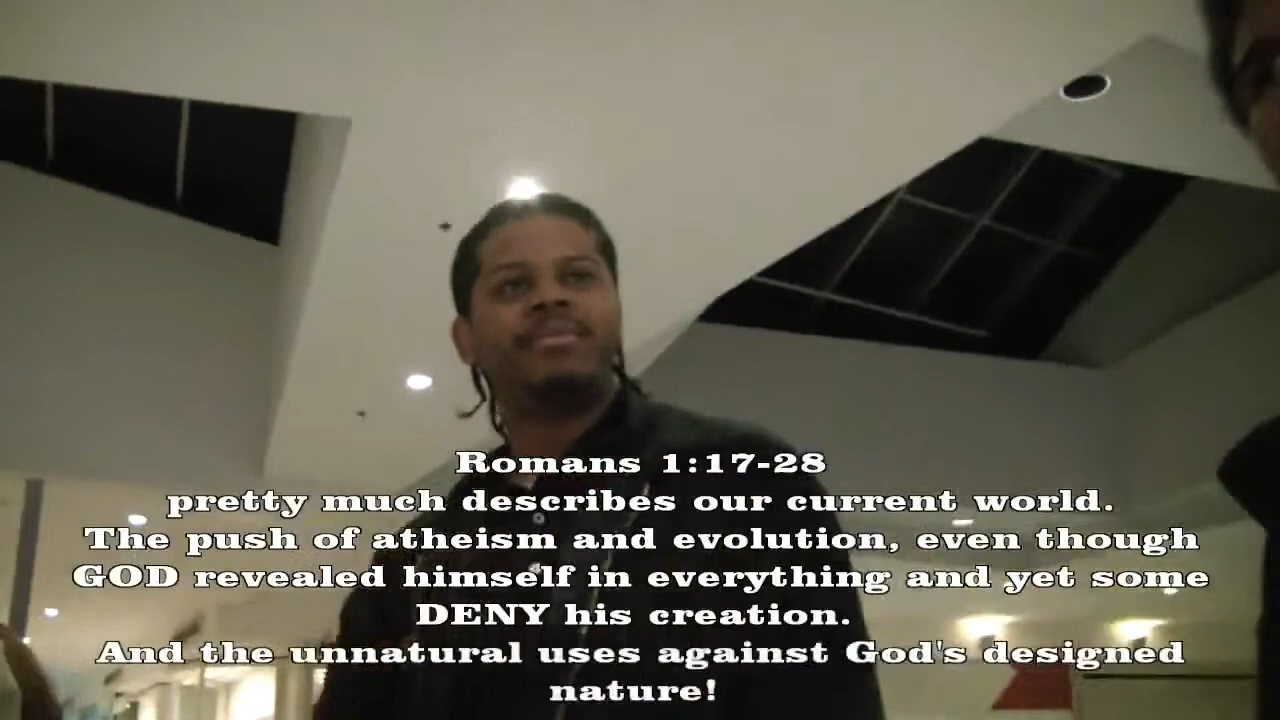 Romans 1:17-28
pretty much describes our current world.
The push of atheism and evolution, even though
GOD revealed himself in everything and yet some
DENY his creation.
And the unnatural uses against God's designed
nature!